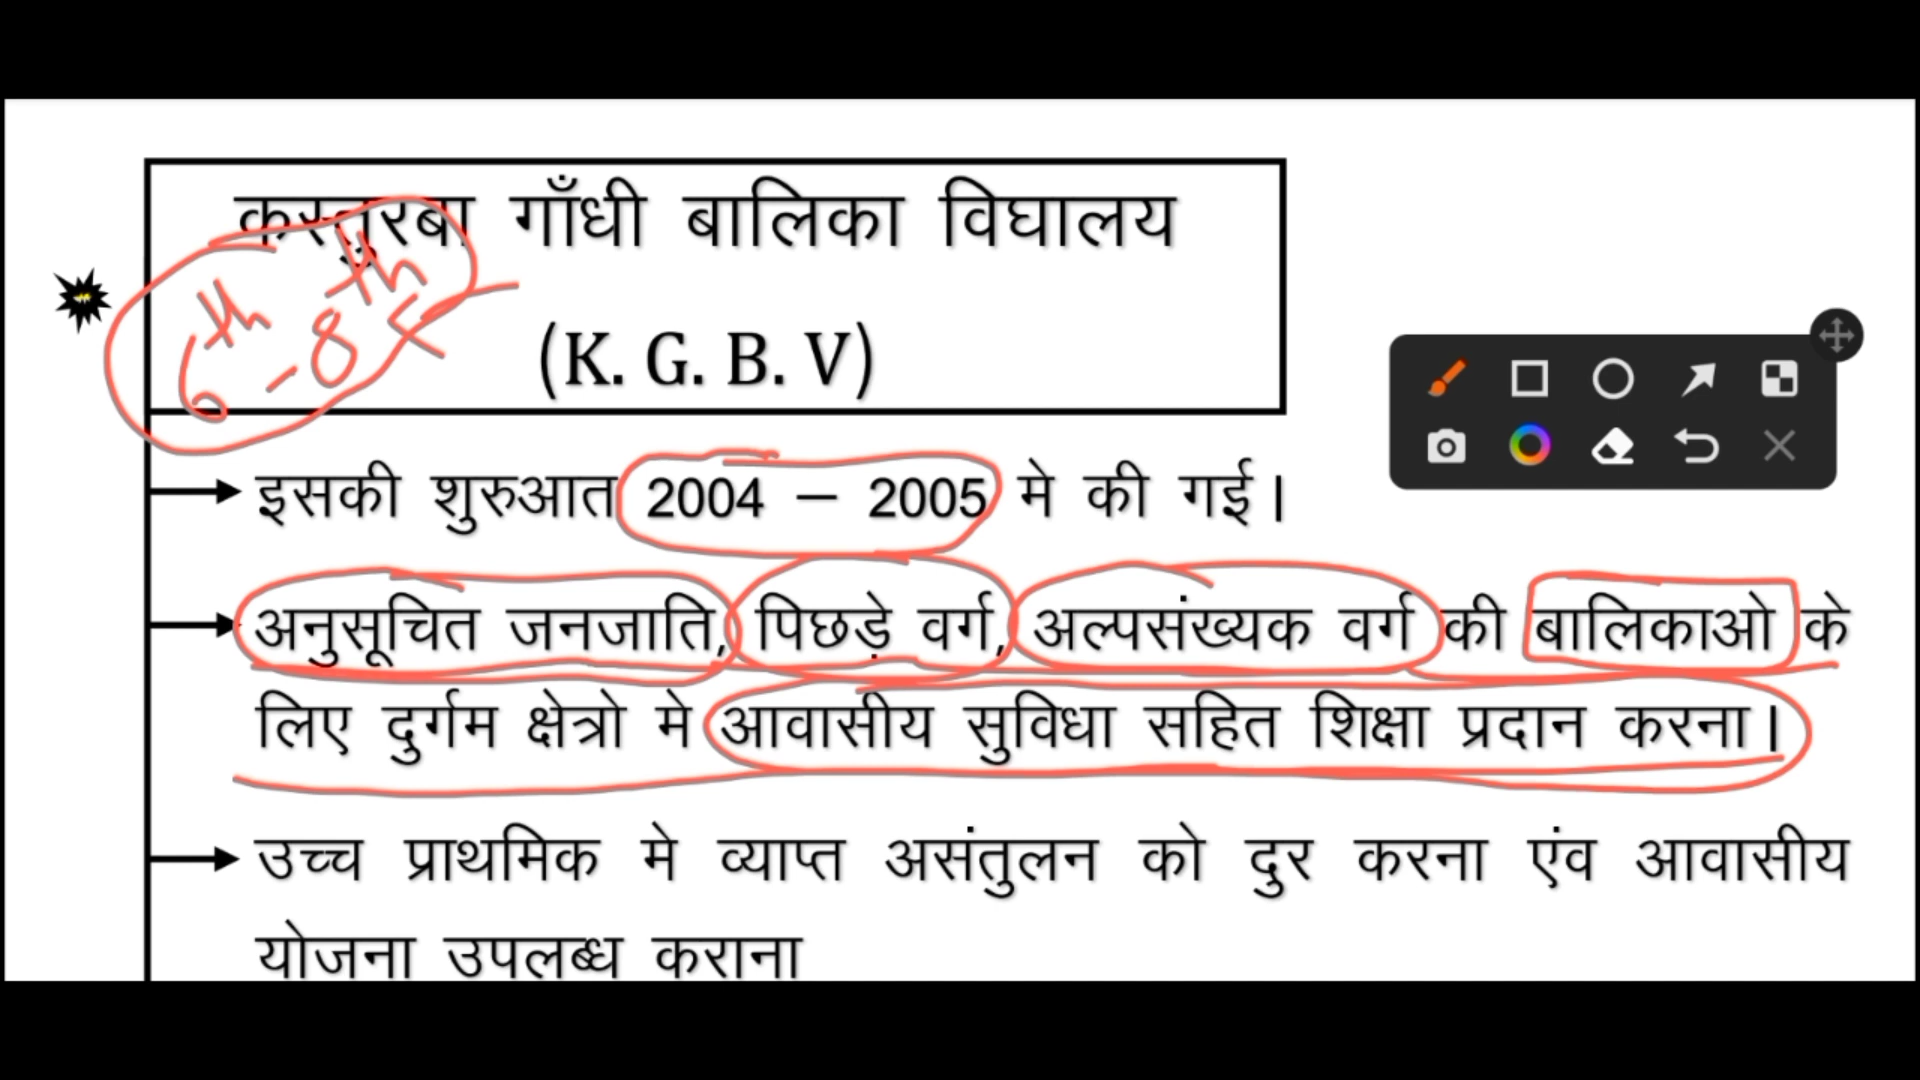 कस्तुरबा गाँधी बालिका विघालय
6th - 8th
(K. G. B. V)
इसकी शुरुआत 2004 – 2005 मे की गई।
अनुसूचित जनजाति, पिछड़े वर्ग, अल्पसंख्यक वर्ग की बालिकाओ के
लिए दुर्गम क्षेत्रो मे आवासीय सुविधा सहित शिक्षा प्रदान करना।
उच्च प्राथमिक मे व्याप्त असंतुलन को दुर करना एंव आवासीय
योजना उपलब्ध कराना